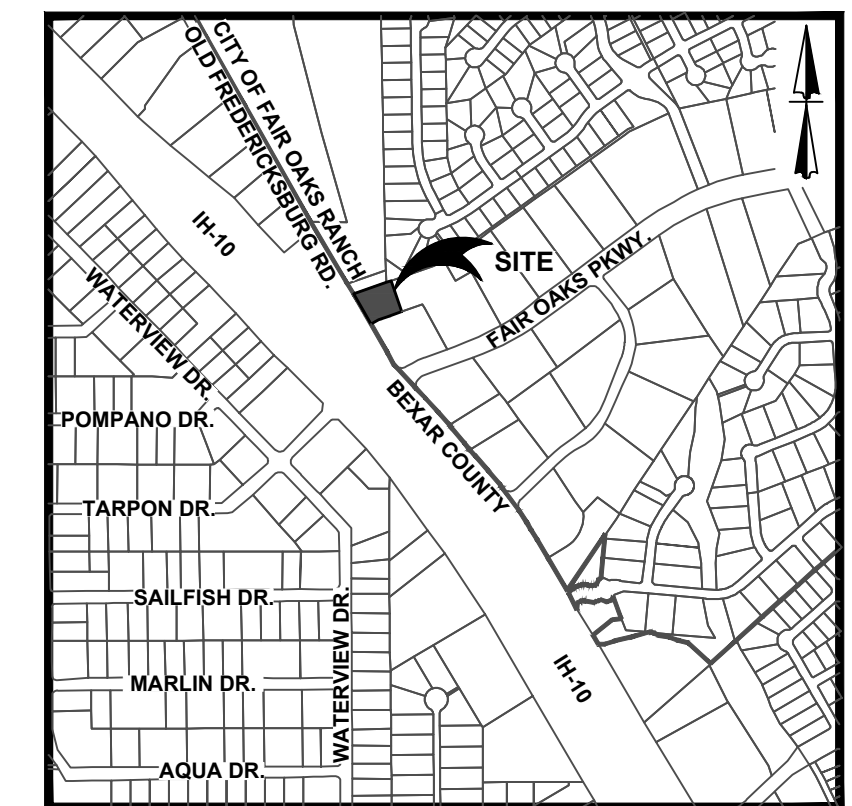 CITY OF FAIR OAKS RANCH
OLD FREDERICKSBURG RD.
IH-10
SITE
FAIR OAKS PKWY.
WATERVIEW DR.
BEXAR COUNTY
POMPANO DR.
TARPON DR.
SAILFISH DR.
WATERVIEW DR.
MARLIN DR.
IH-10
AQUA DR.